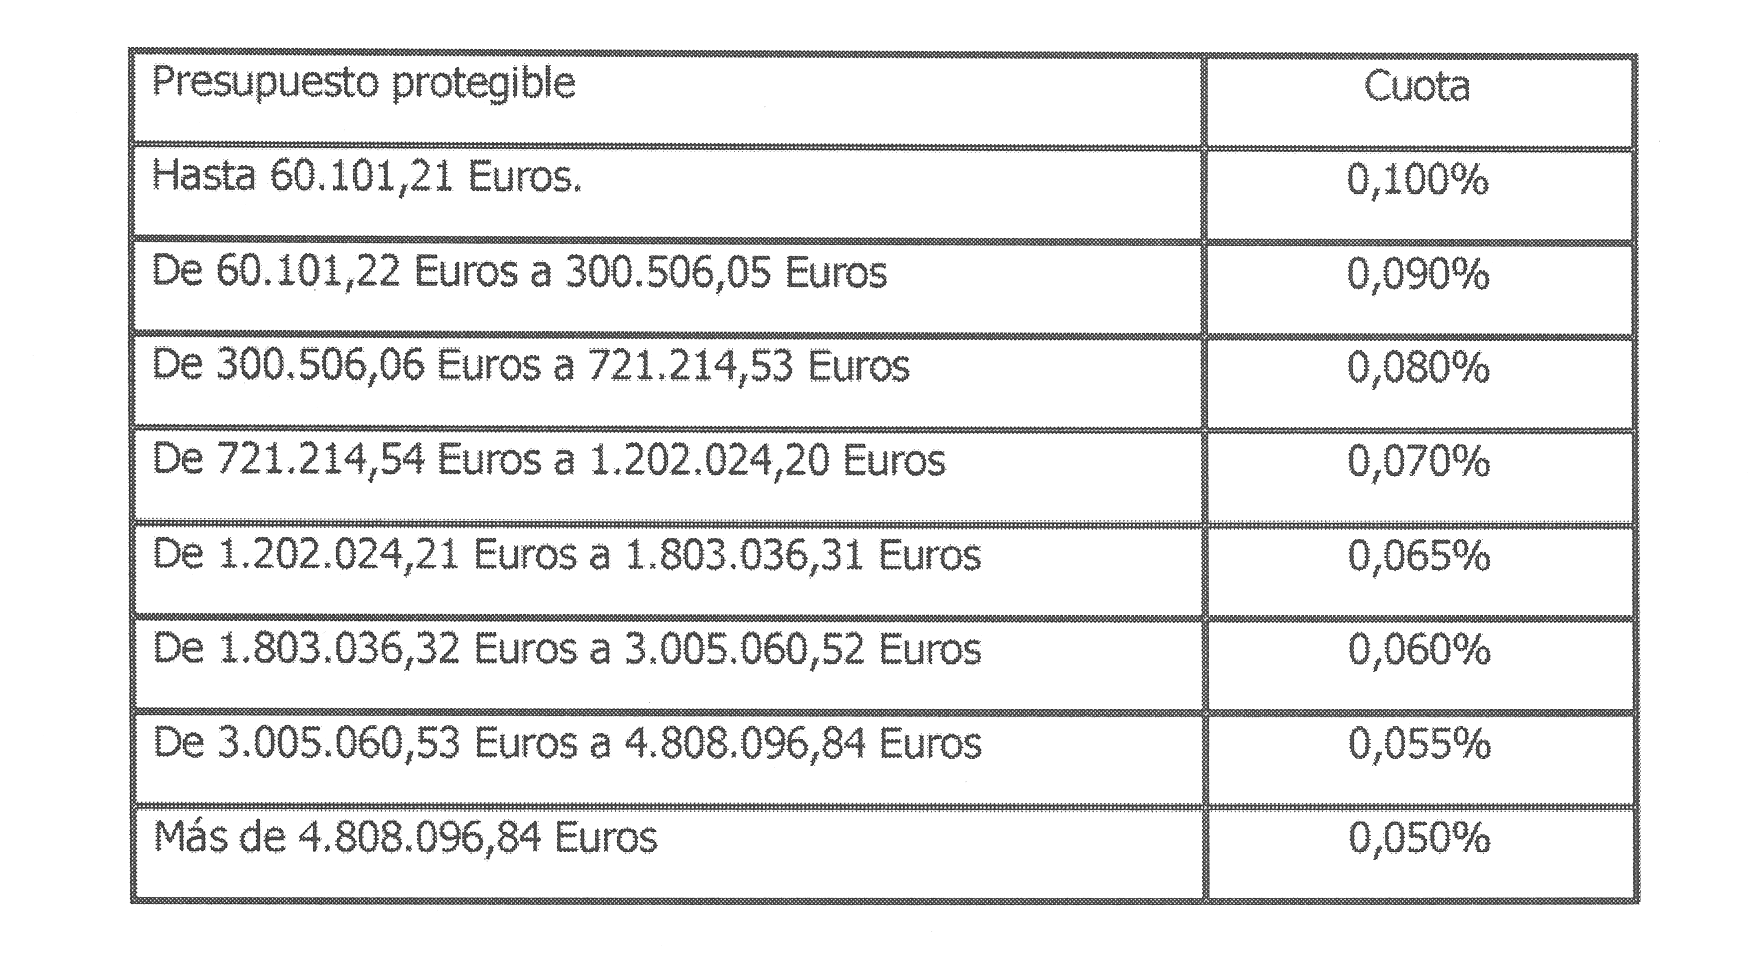 Presupuesto protegible Cuota
Hasta 60.101,21 Euros. 0,100%
De 60.101,22 Euros a 300.506,05 Euros 0,090%
De 300.506,06 Euros a 721.214,53 Euros 0,080%
De 721.214,54 Euros a 1.202.024,20 Euros 0,070%
De 1.202.024,21 Euros a 1.803.036,31 Euros 0,065%
De 1.803.036,32 Euros a 3.005.060,52 Euros 0,060%
De 3.005.060,53 Euros a 4.808.096,84 Euros 0,055%
Más de 4.808.096,84 Euros 0,050%